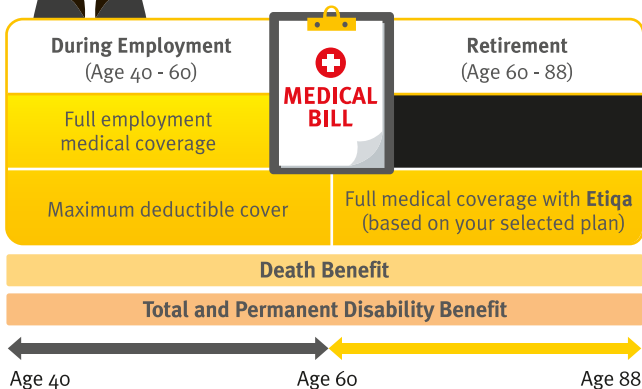 During Employment
(Age 40 - 60)
MEDICAL
BILL
Retirement
(Age 60 - 88)
Full employment
medical coverage
Maximum deductible cover
Full medical coverage with Etiqa
(based on your selected plan)
Death Benefit
Total and Permanent Disability Benefit
Age 40
Age 60
Age 88